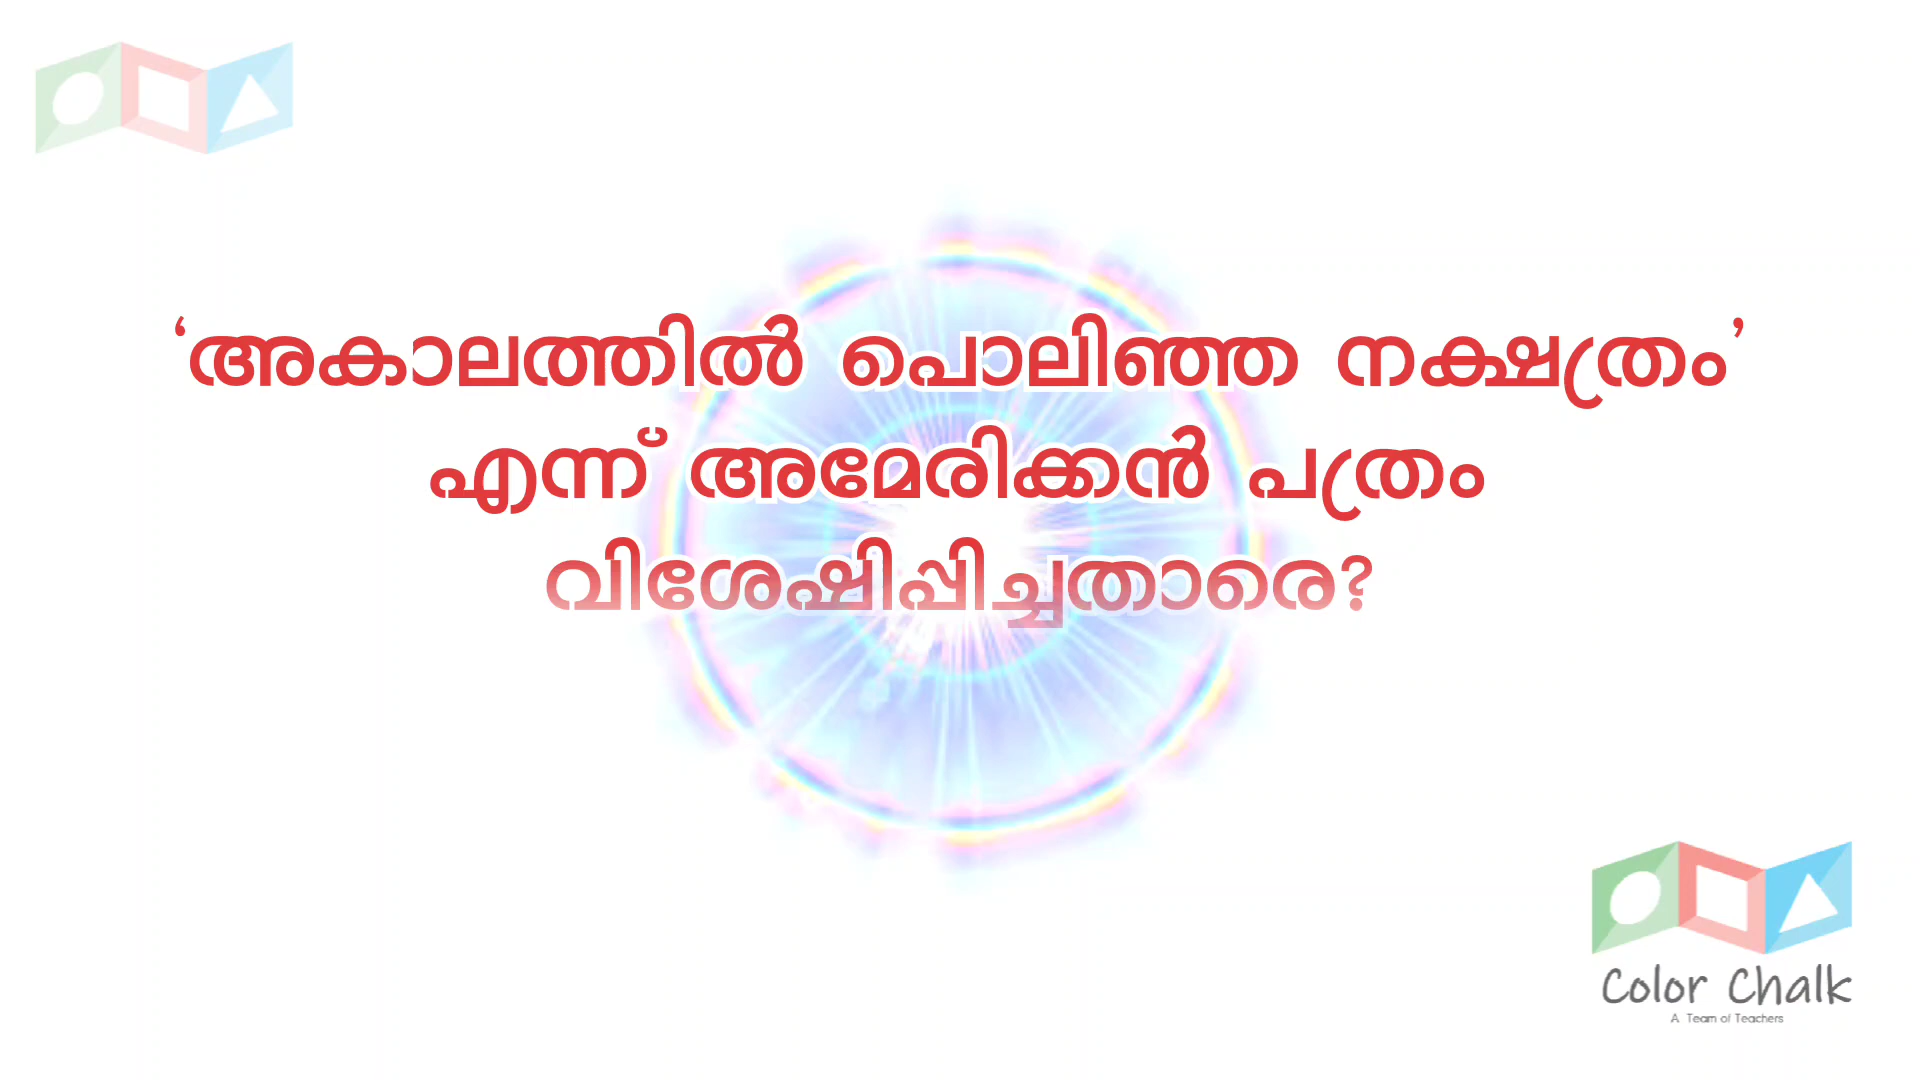 ‘അകാലത്തിൽ പൊലിഞ്ഞ നക്ഷത്രം’
എന്ന് അമേരിക്കൻ പത്രം
വിശേഷിപ്പിച്ചതാരെ?
Color Chalk
A Team of Teachers